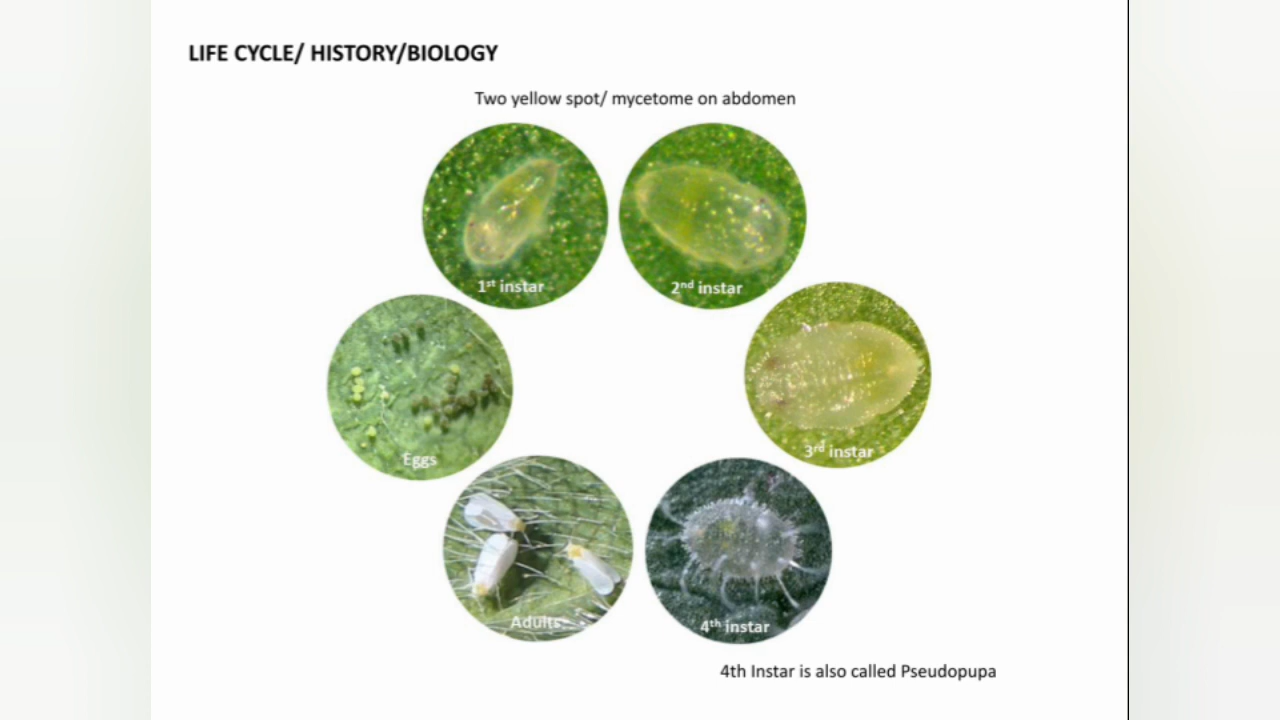 LIFE CYCLE/ HISTORY/BIOLOGY
Two yellow spot/ mycetome on abdomen
1st instar
2nd instar
Eggs
3rd instar
Adults
4th instar
4th Instar is also called Pseudopupa